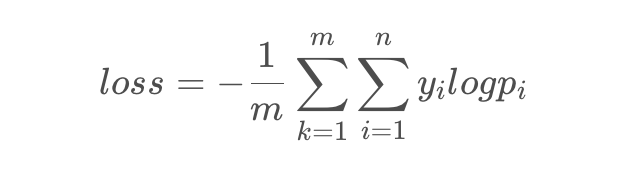 loss = -\frac{1}{m} \sum_{k=1}^{m} \sum_{i=1}^{n} y_i log p_i